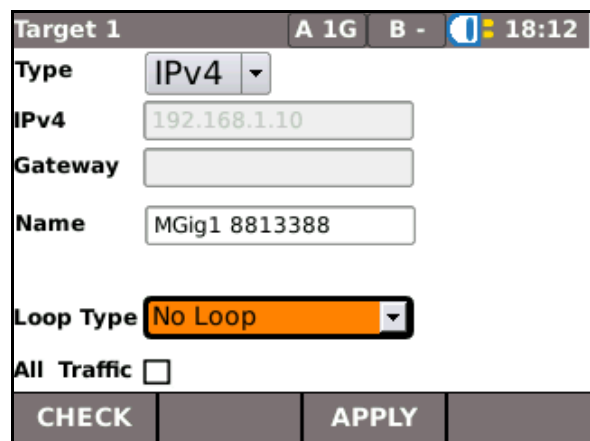 Target 1 A 1G B - 18:12
Type IPv4
IPv4 192.168.1.10
Gateway
Name MGig1 8813388
Loop Type No Loop
All Traffic
CHECK APPLY